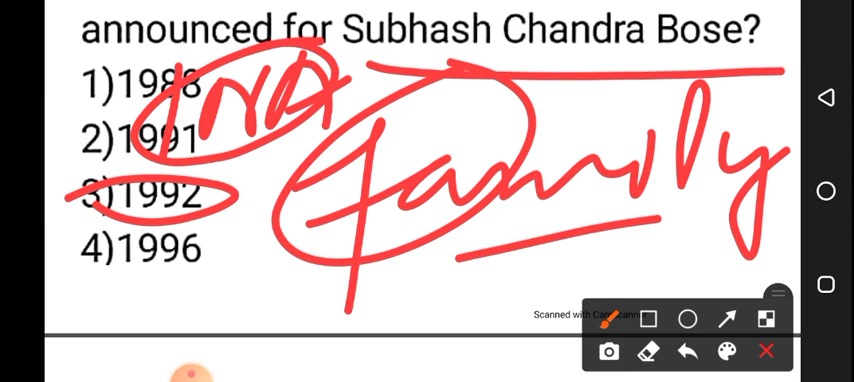 announced for Subhash Chandra Bose?
1)1988
INA
2)1991
family
3)1992
4)1996
Scanned with CamScanner